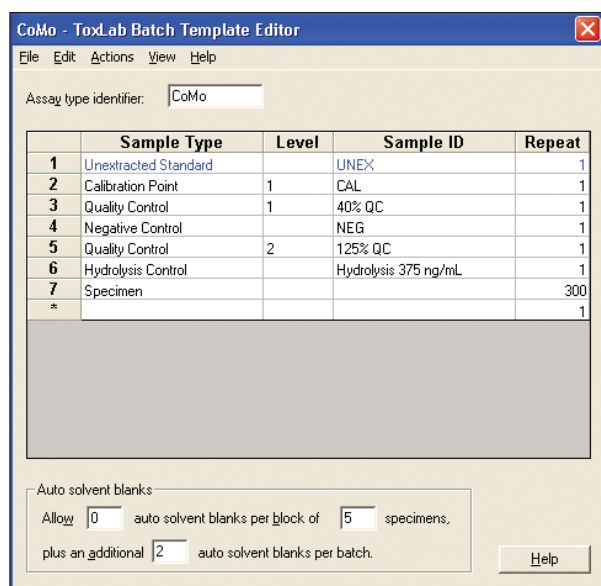 CoMo - ToxLab Batch Template Editor
File Edit Actions View Help
Assay type identifier: CoMo
Sample Type Level Sample ID Repeat
1 Unextracted Standard UNEX 1
2 Calibration Point 1 CAL 1
3 Quality Control 1 40% QC 1
4 Negative Control NEG 1
5 Quality Control 2 125% QC 1
6 Hydrolysis Control Hydrolysis 375 ng/mL 1
7 Specimen 300
* 1
Auto solvent blanks
Allow 0 auto solvent blanks per block of 5 specimens,
plus an additional 2 auto solvent blanks per batch.
Help